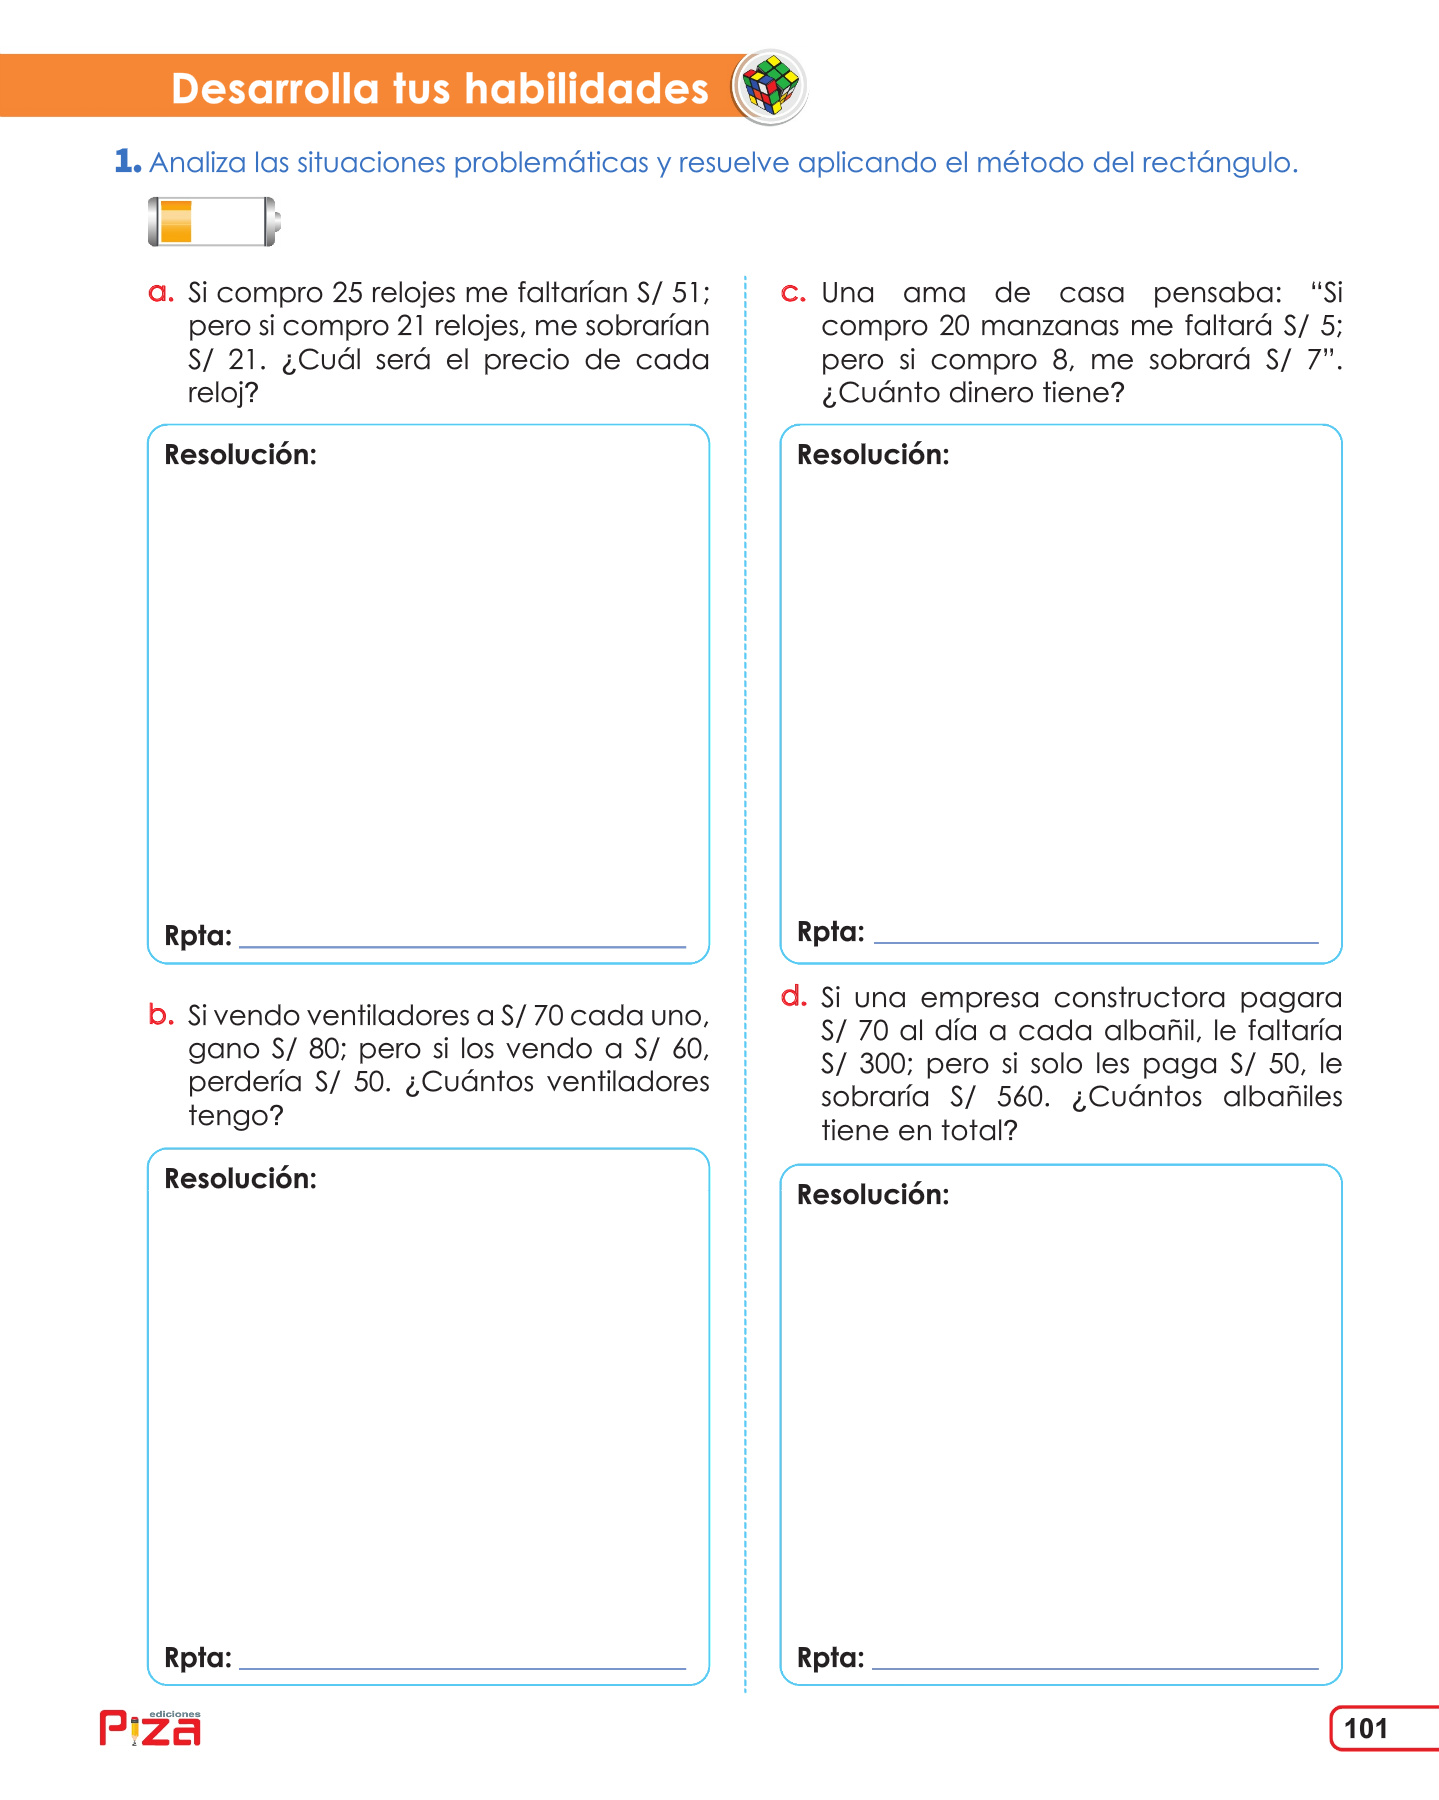 Desarrolla tus habilidades
1. Analiza las situaciones problemáticas y resuelve aplicando el método del rectángulo.
a. Si compro 25 relojes me faltarían S/ 51;
pero si compro 21 relojes, me sobrarían
S/ 21. ¿Cuál será el precio de cada
reloj?
Resolución:
Rpta:
b. Si vendo ventiladores a S/ 70 cada uno,
gano S/ 80; pero si los vendo a S/ 60,
perdería S/ 50. ¿Cuántos ventiladores
tengo?
Resolución:
Rpta:
c. Una ama de casa pensaba: “Si
compro 20 manzanas me faltará S/ 5;
pero si compro 8, me sobrará S/ 7”.
¿Cuánto dinero tiene?
Resolución:
Rpta:
d. Si una empresa constructora pagara
S/ 70 al día a cada albañil, le faltaría
S/ 300; pero si solo les paga S/ 50, le
sobraría S/ 560. ¿Cuántos albañiles
tiene en total?
Resolución:
Rpta:
ediciones
Piza
101